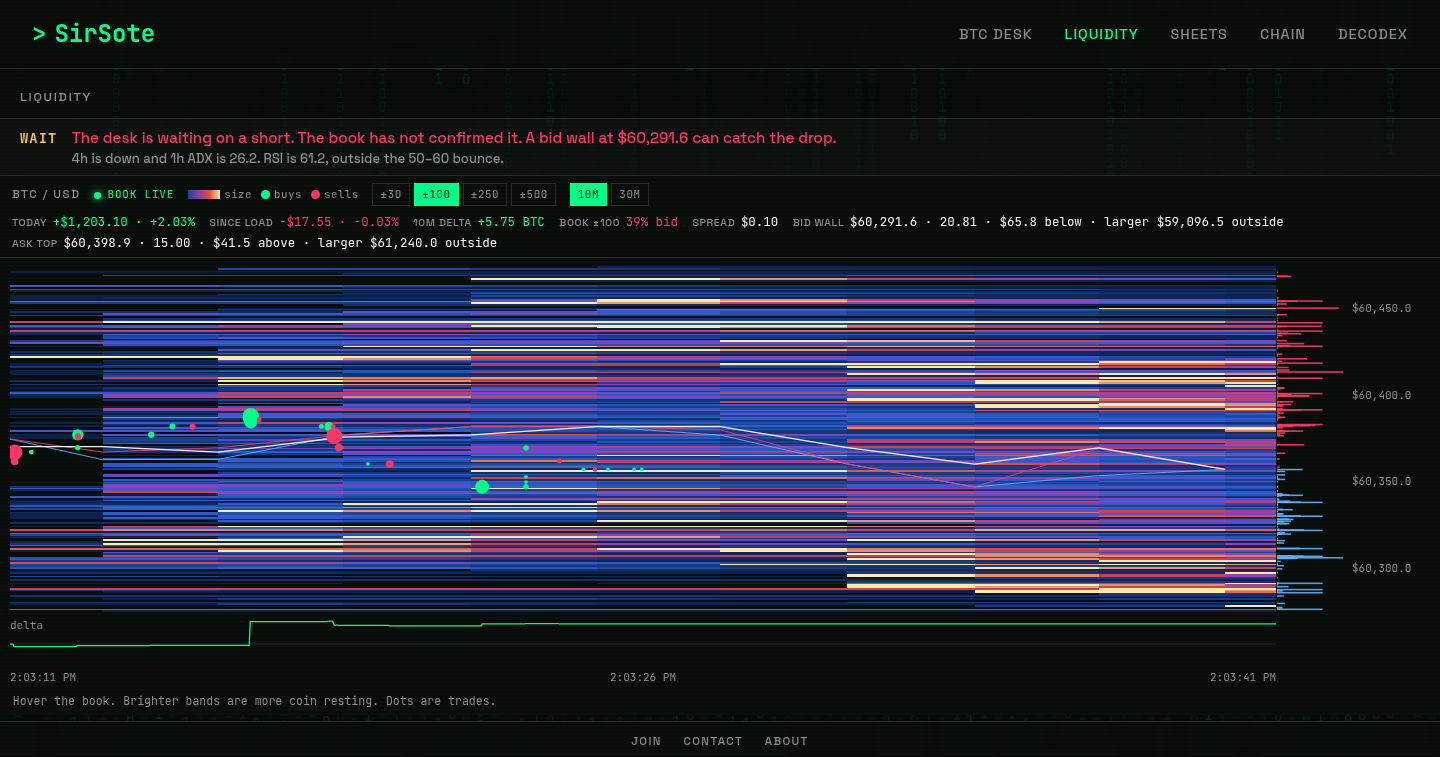 > SirSote
BTC DESK LIQUIDITY SHEETS CHAIN DECODEX
LIQUIDITY
WAIT The desk is waiting on a short. The book has not confirmed it. A bid wall at $60,291.6 can catch the drop.
4h is down and 1h ADX is 26.2. RSI is 61.2, outside the 50–60 bounce.
BTC / USD BOOK LIVE size buys sells ±30 ±100 ±250 ±500 10M 30M
TODAY +$1,203.10 · +2.03% SINCE LOAD -$17.55 · -0.03% 10M DELTA +5.75 BTC BOOK ±100 39% bid SPREAD $0.10 BID WALL $60,291.6 · 20.81 · $65.8 below · larger $59,096.5 outside
ASK TOP $60,398.9 · 15.00 · $41.5 above · larger $61,240.0 outside
$60,450.0
$60,400.0
$60,350.0
$60,300.0
delta
2:03:11 PM 2:03:26 PM 2:03:41 PM
Hover the book. Brighter bands are more coin resting. Dots are trades.
JOIN CONTACT ABOUT